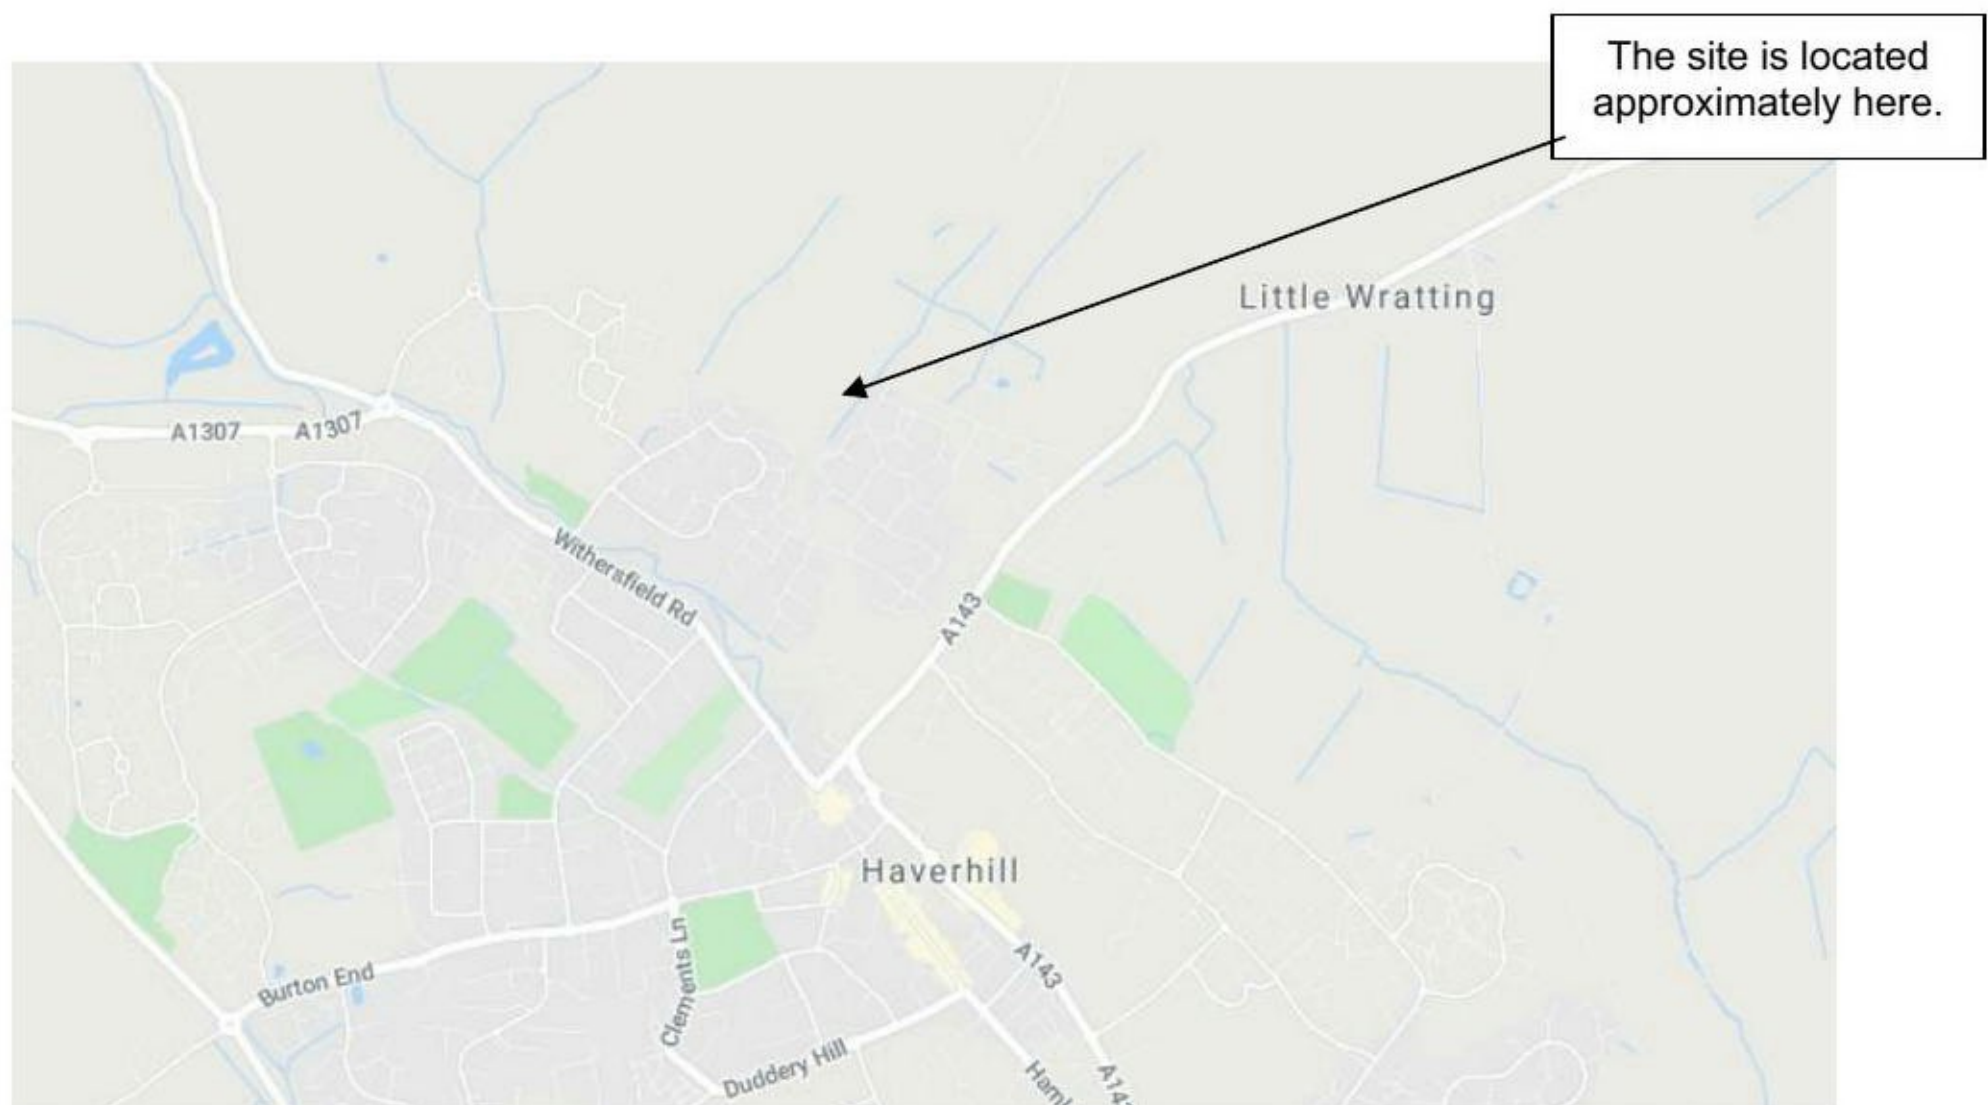 The site is located
approximately here.
Little Wratting
A1307
A1307
Withersfield Rd
A143
Haverhill
Clements Ln
A143
Burton End
Duddery Hill